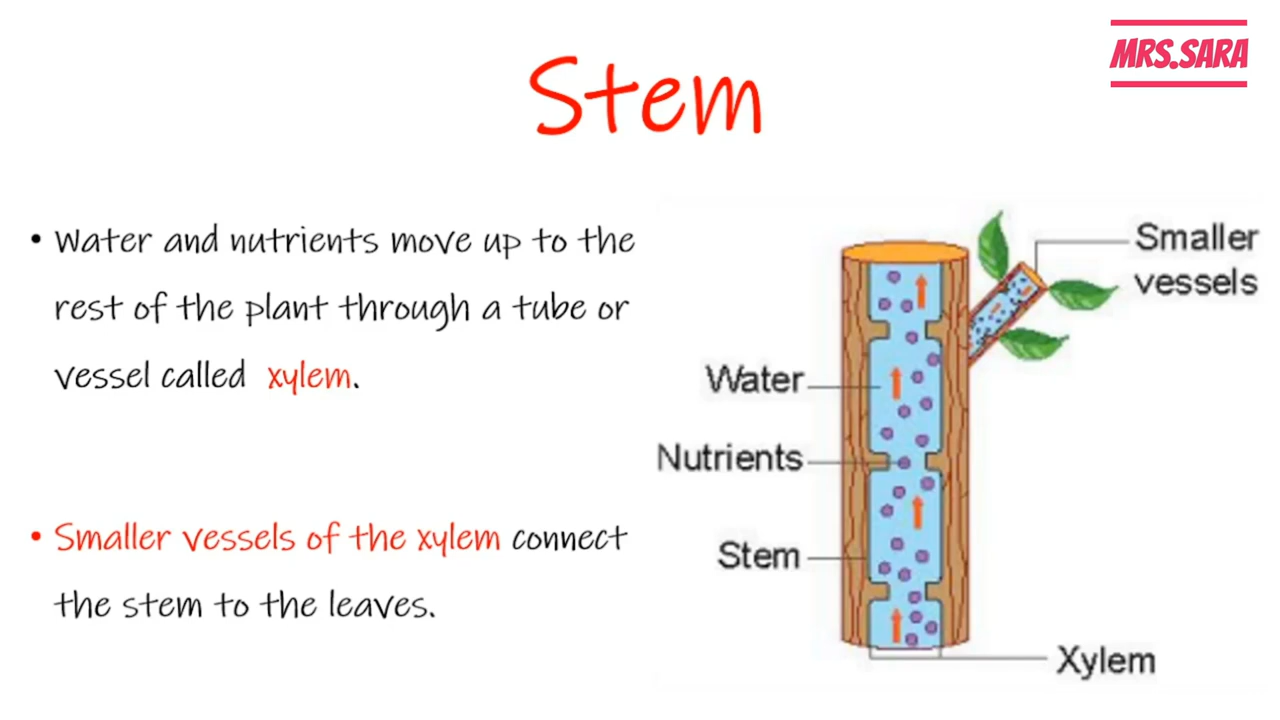 MRS.SARA
Stem
• Water and nutrients move up to the
rest of the plant through a tube or
vessel called xylem.
• Smaller vessels of the xylem connect
the stem to the leaves.
Smaller
vessels
Water
Nutrients
Stem
Xylem